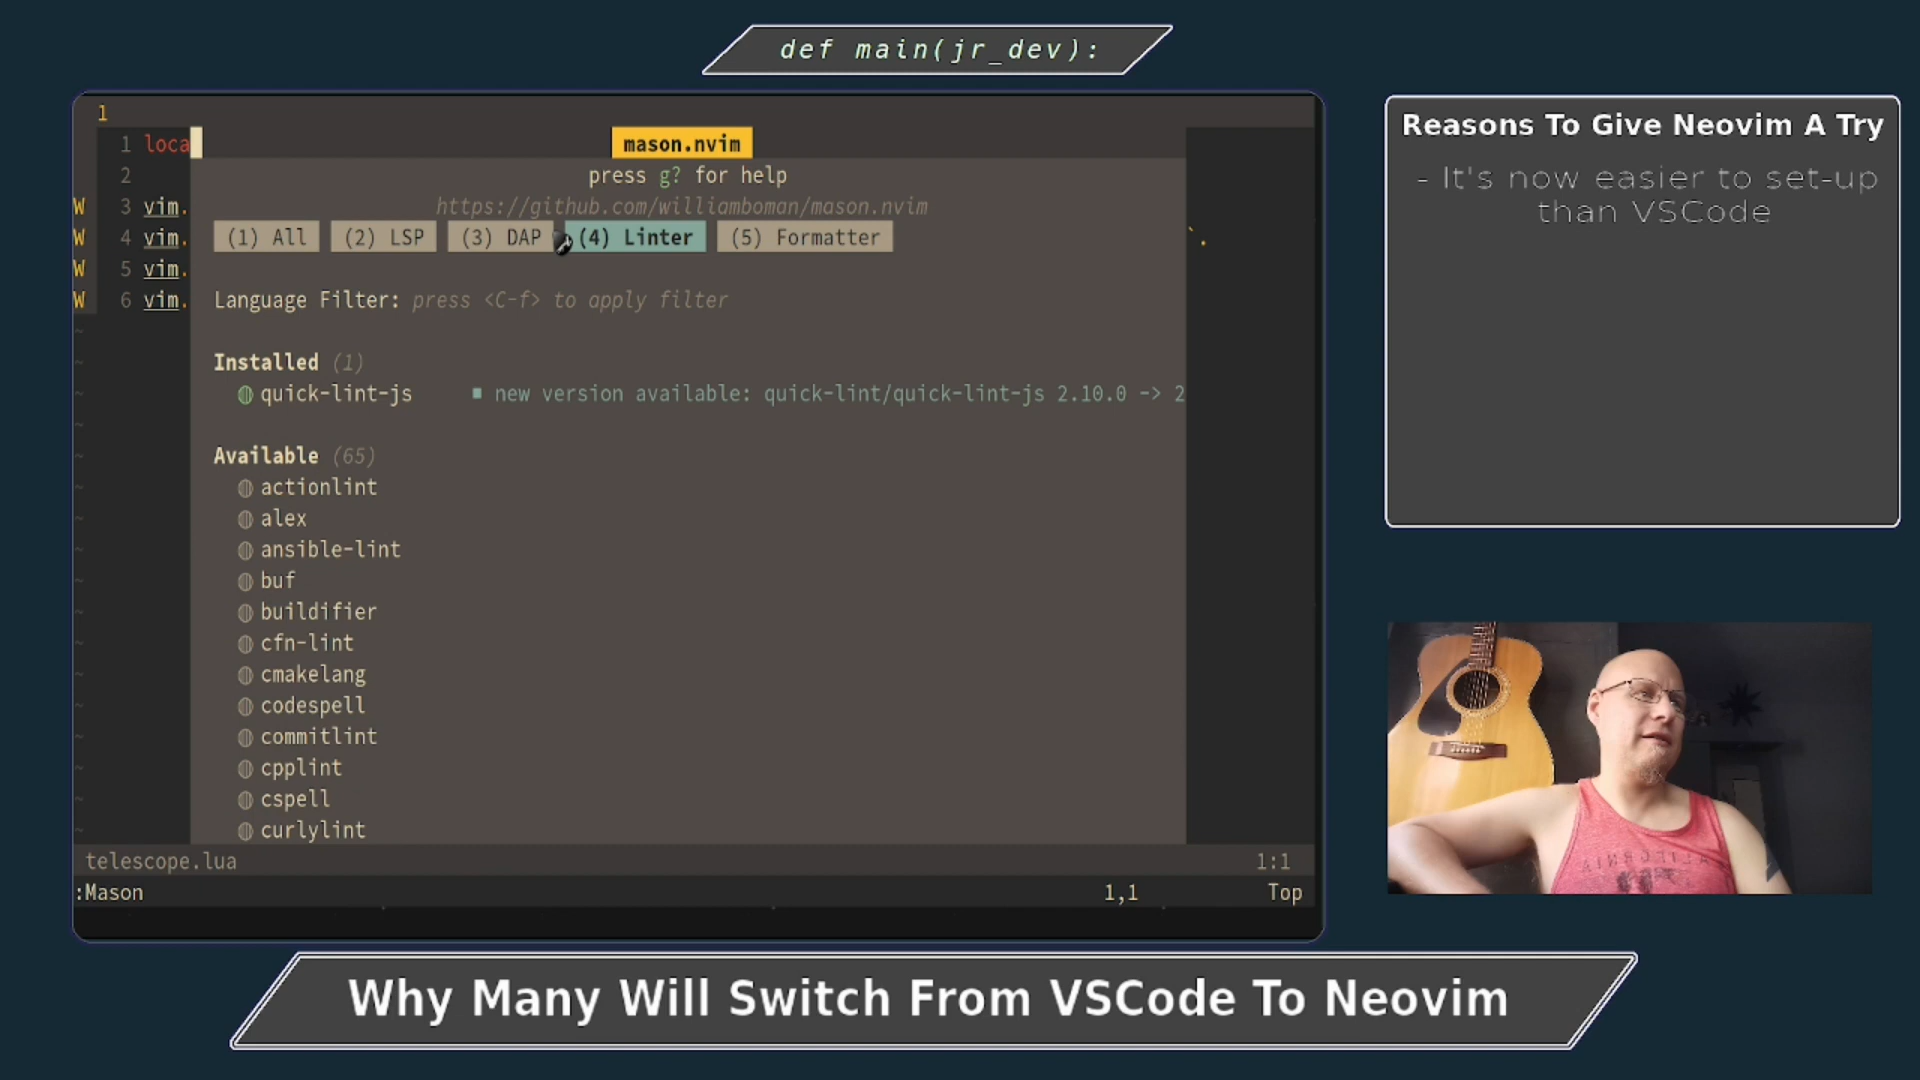 def main(jr_dev):
1
1 loca
mason.nvim
2
press g? for help
W 3 vim.
https://github.com/williamboman/mason.nvim
W 4 vim.
(1) All (2) LSP (3) DAP (4) Linter (5) Formatter
`.
W 5 vim.
W 6 vim.
Language Filter: press <C-f> to apply filter
Installed (1)
quick-lint-js ■ new version available: quick-lint/quick-lint-js 2.10.0 -> 2
Available (65)
actionlint
alex
ansible-lint
buf
buildifier
cfn-lint
cmakelang
codespell
commitlint
cpplint
cspell
curlylint
telescope.lua 1:1
:Mason 1,1 Top
Reasons To Give Neovim A Try
- It's now easier to set-up
than VSCode
Why Many Will Switch From VSCode To Neovim